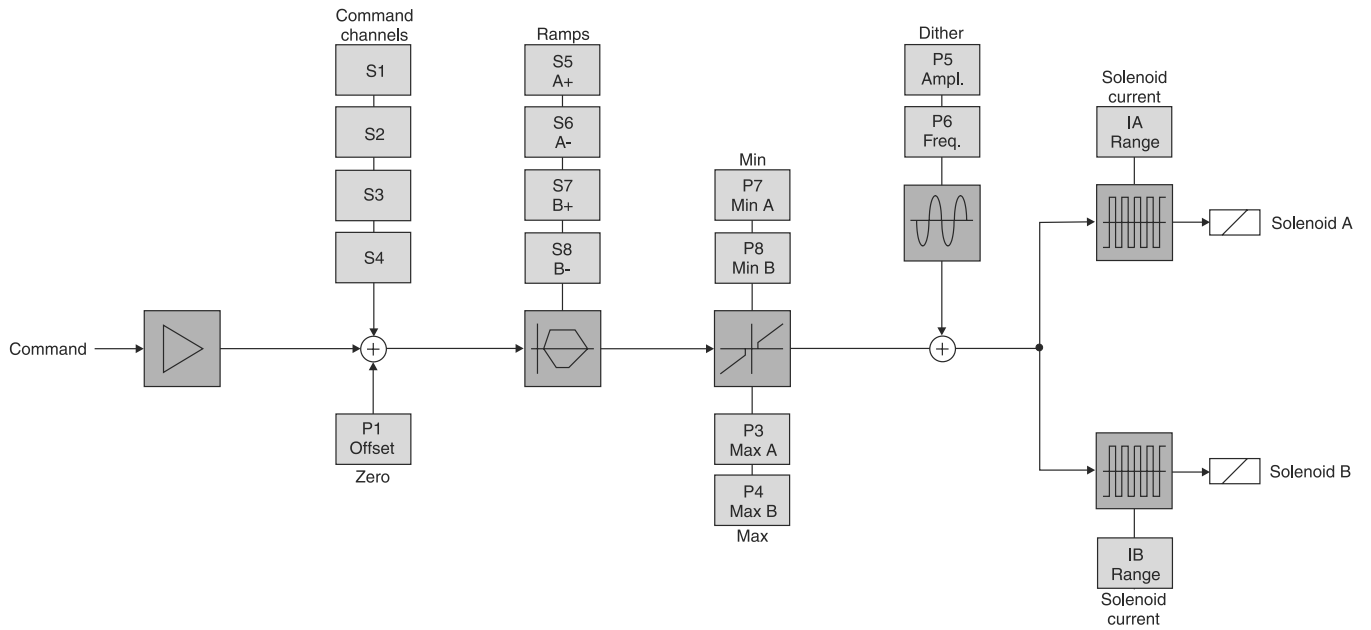 Command
channels
S1
S2
S3
S4
Ramps
S5
A+
S6
A-
S7
B+
S8
B-
Min
P7
Min A
P8
Min B
Dither
P5
Ampl.
P6
Freq.
Solenoid
current
IA
Range
Solenoid A
Command
P1
Offset
Zero
P3
Max A
P4
Max B
Max
Solenoid B
IB
Range
Solenoid
current